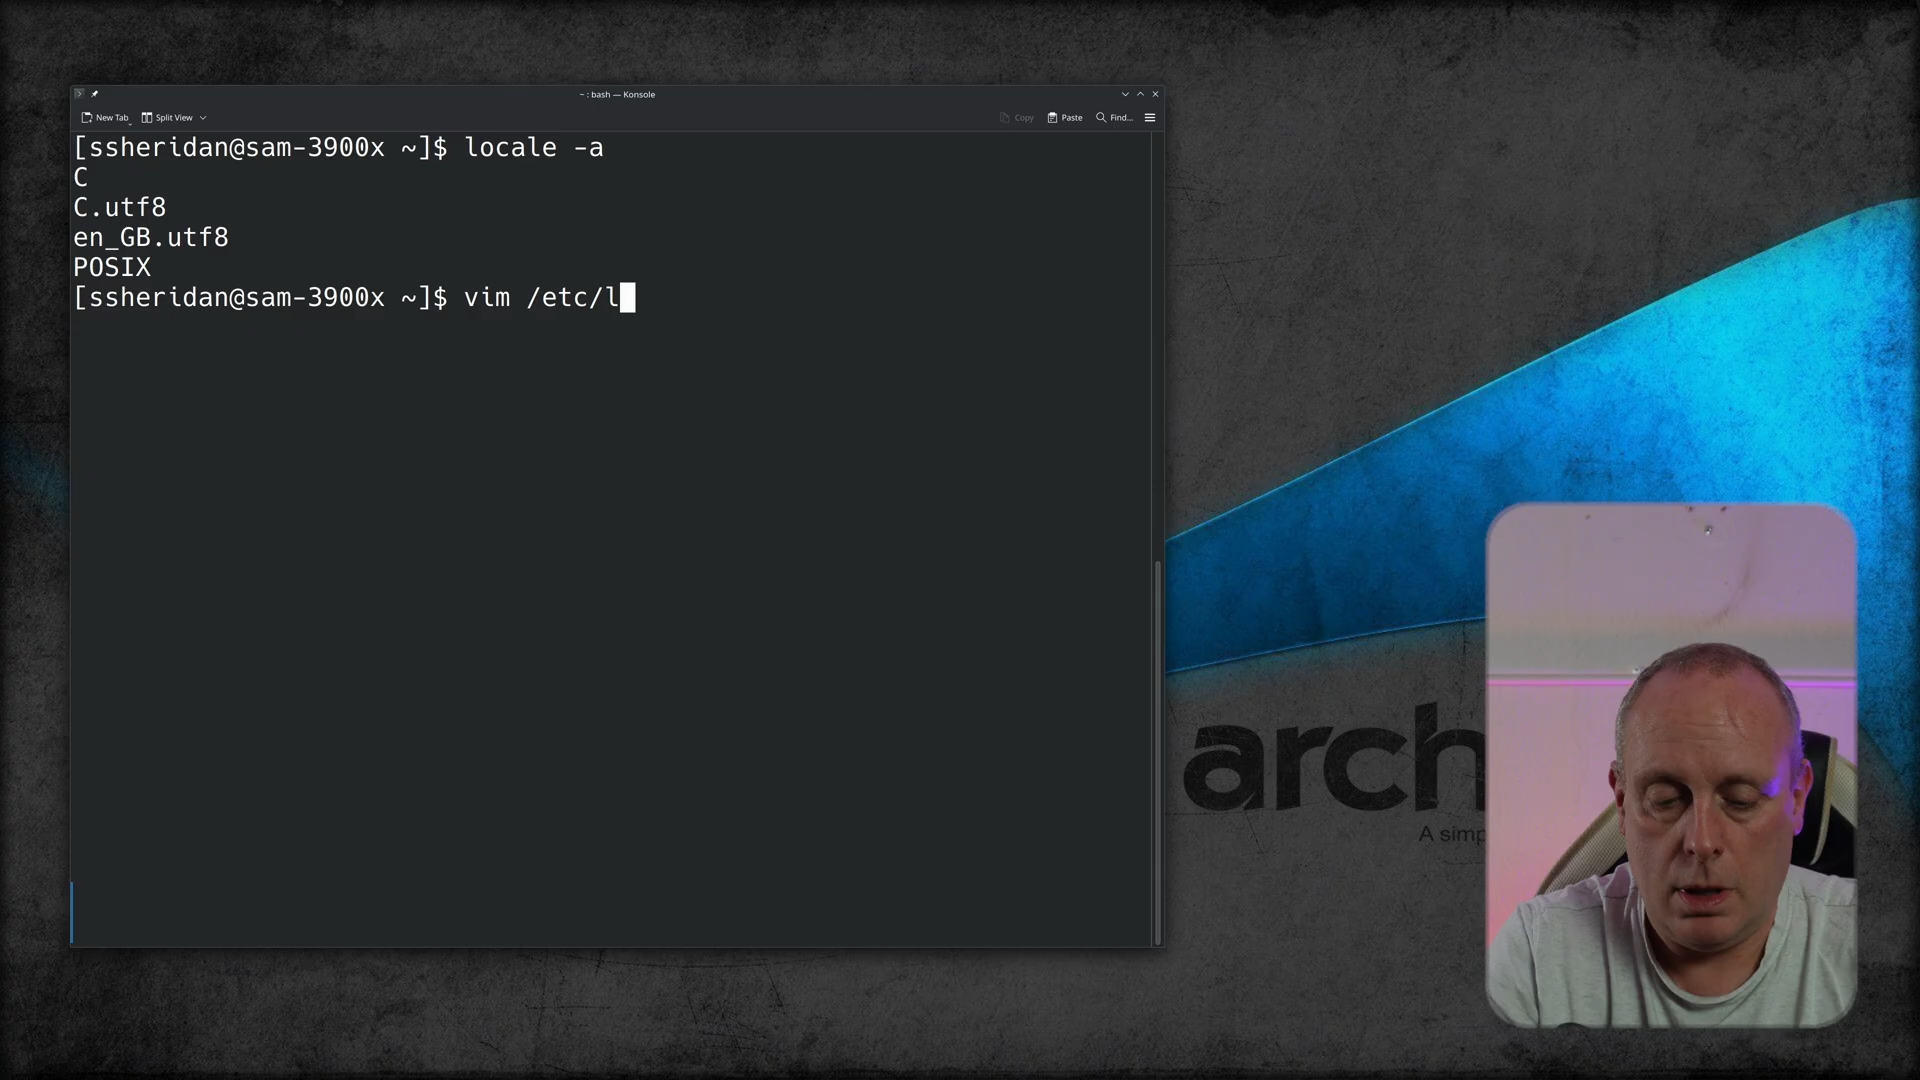 ~ : bash — Konsole
New Tab
Split View
Copy
Paste
Find...
[ssheridan@sam-3900x ~]$ locale -a
C
C.utf8
en_GB.utf8
POSIX
[ssheridan@sam-3900x ~]$ vim /etc/l
arch
A simp